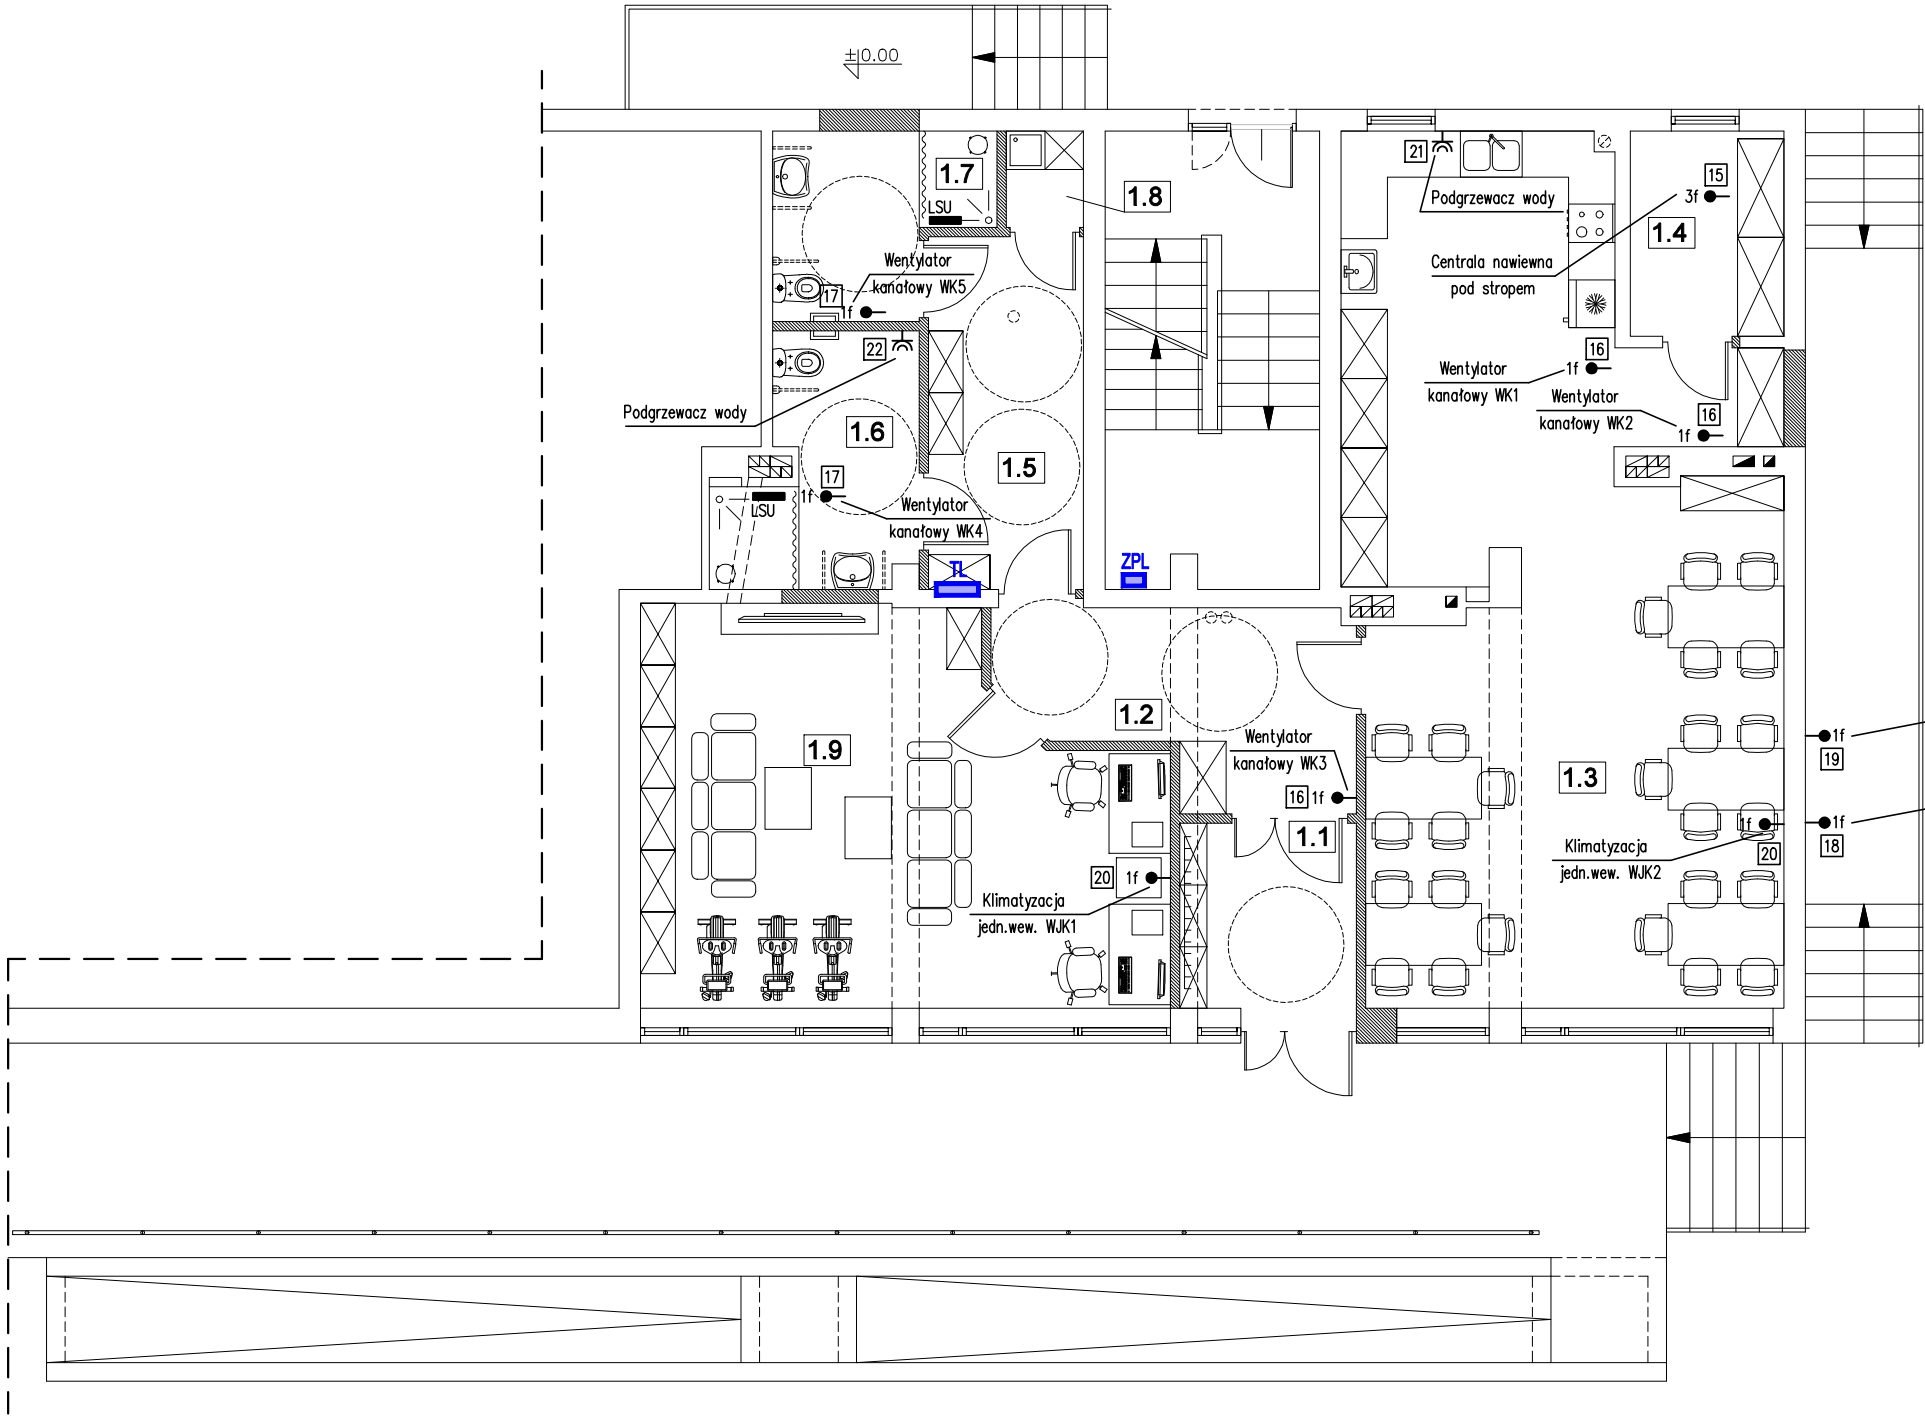 ±0.00
1.7
LSU
1.8
21
Podgrzewacz wody
15
3f
1.4
Centrala nawiewna
pod stropem
Wentylator
kanałowy WK5
17
1f
22
Podgrzewacz wody
1.6
1.5
17
1f
LSU
Wentylator
kanałowy WK4
16
1f
Wentylator
kanałowy WK1
Wentylator
kanałowy WK2
16
1f
TL
ZPL
1.2
1.9
Wentylator
kanałowy WK3
16 1f
1.1
1.3
1f
19
1f
18
1f
20
Klimatyzacja
jedn.wew. WJK2
20 1f
Klimatyzacja
jedn.wew. WJK1